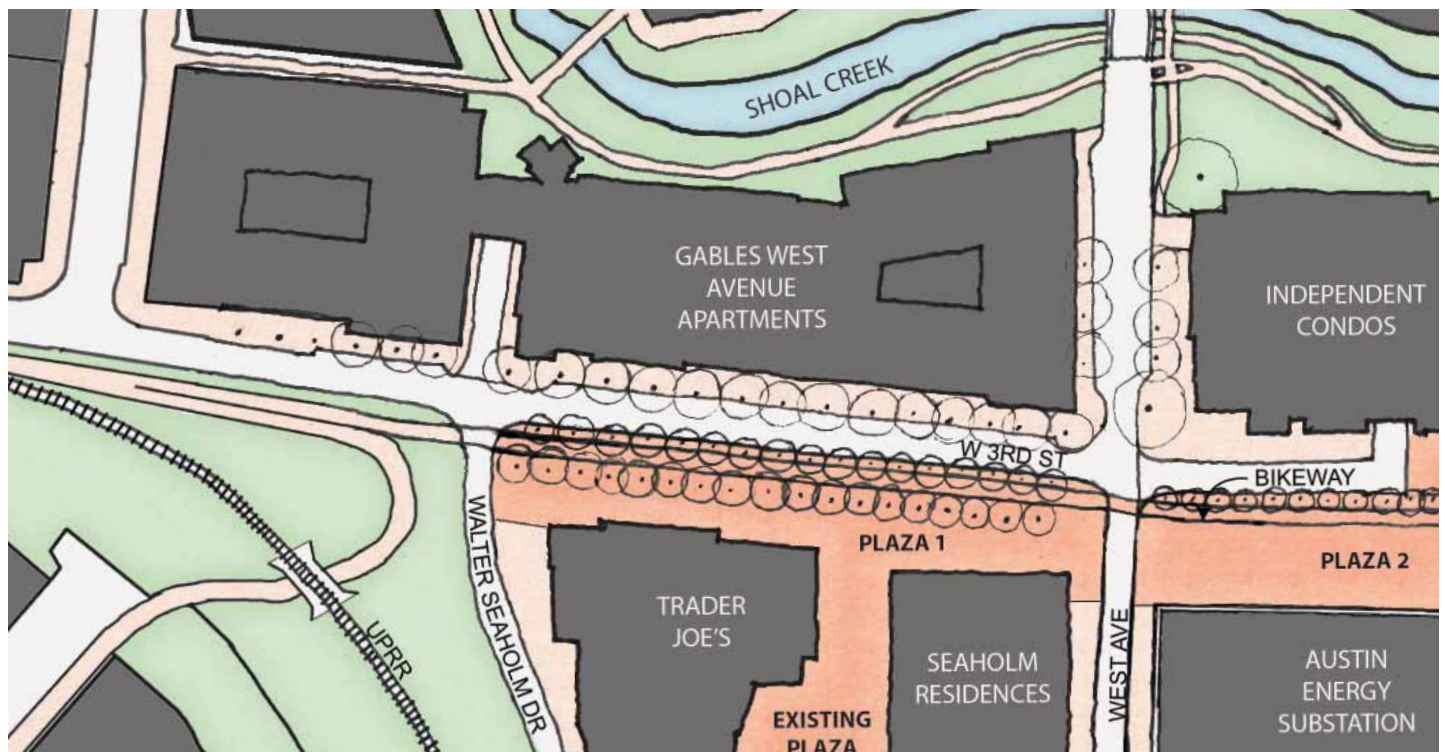 SHOAL CREEK
GABLES WEST
AVENUE
APARTMENTS
INDEPENDENT
CONDOS
W 3RD ST
BIKEWAY
PLAZA 1
PLAZA 2
WALTER SEAHOLM DR
TRADER
JOE'S
UPRR
SEAHOLM
RESIDENCES
WEST AVE
AUSTIN
ENERGY
SUBSTATION
EXISTING
PLAZA